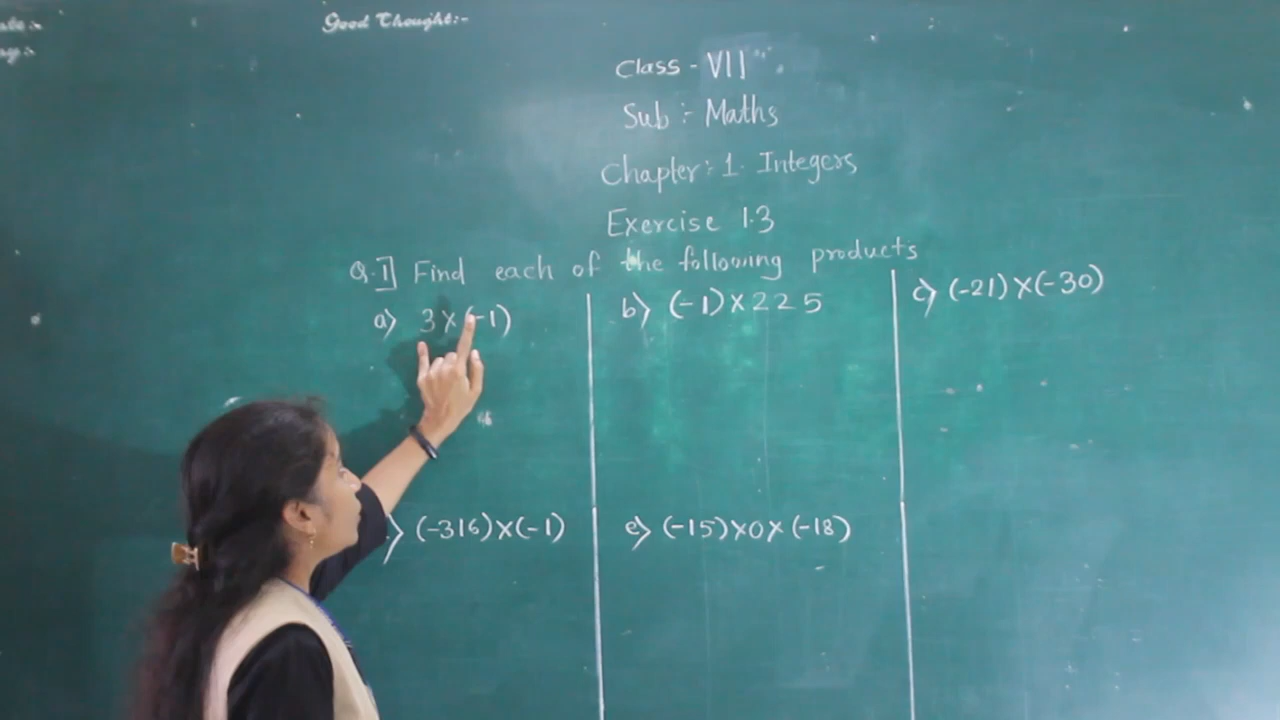 Good Thought:-
Class - VII
Sub :- Maths
Chapter : 1. Integers
Exercise 1.3
Q.1] Find each of the following products
a) 3 × (-1)
b) (-1) × 225
c) (-21) × (-30)
) (-316) × (-1)
e) (-15) × 0 × (-18)